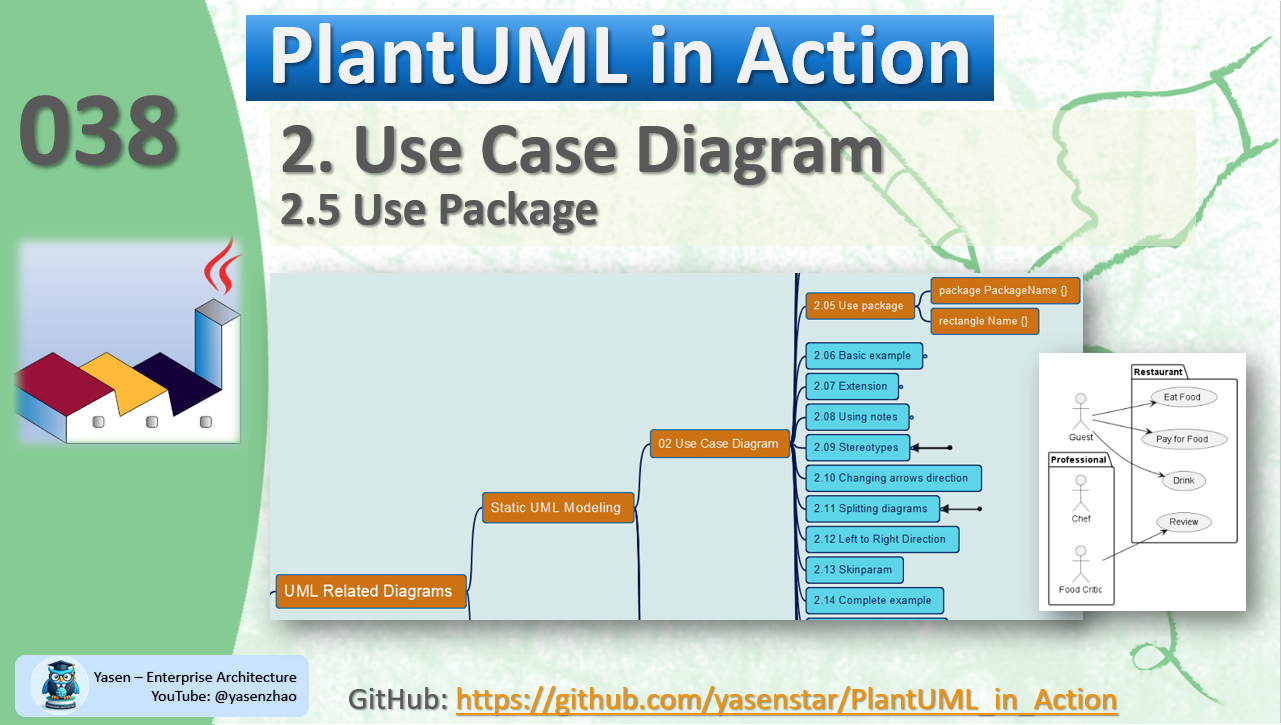 PlantUML in Action
038
2. Use Case Diagram
2.5 Use Package
2.05 Use package
package PackageName {}
rectangle Name {}
2.06 Basic example
2.07 Extension
2.08 Using notes
02 Use Case Diagram
2.09 Stereotypes
2.10 Changing arrows direction
Static UML Modeling
2.11 Splitting diagrams
2.12 Left to Right Direction
2.13 Skinparam
UML Related Diagrams
2.14 Complete example
Restaurant
Eat Food
Guest
Pay for Food
Professional
Drink
Chef
Review
Food Critic
Yasen – Enterprise Architecture
YouTube: @yasenzhao
GitHub: https://github.com/yasenstar/PlantUML_in_Action